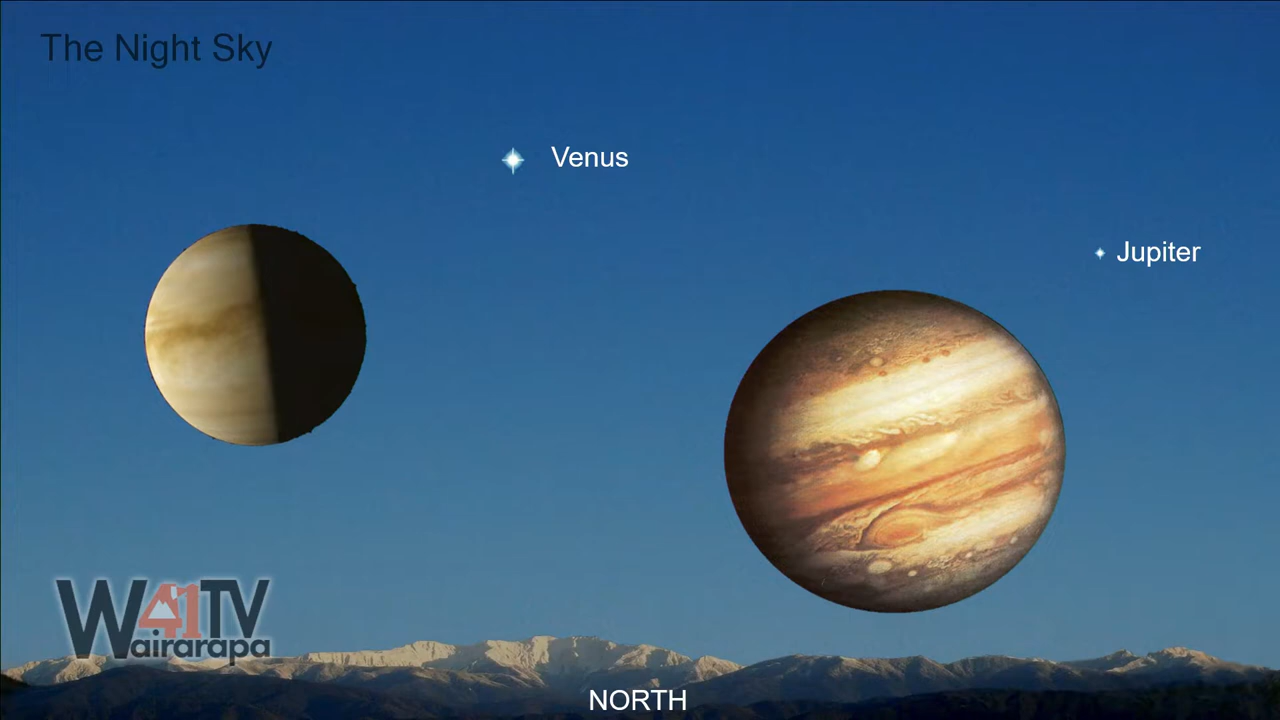 The Night Sky
Venus
Jupiter
W41TV
Wairarapa
NORTH